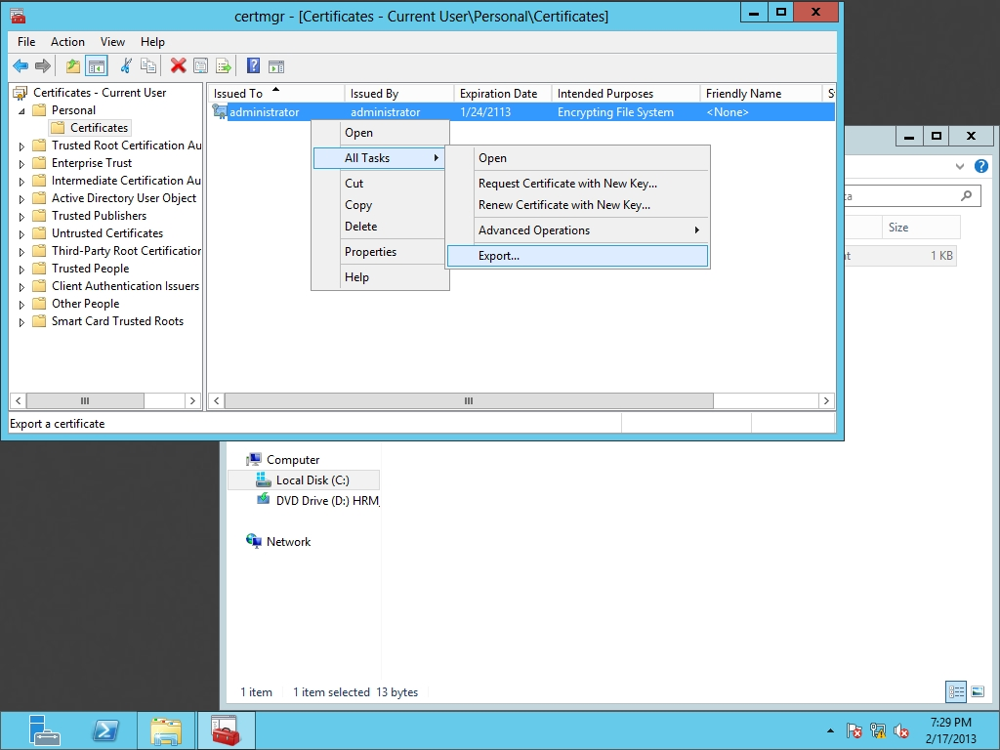 certmgr - [Certificates - Current User\Personal\Certificates]
File Action View Help
Certificates - Current User
Personal
Certificates
Trusted Root Certification Au
Enterprise Trust
Intermediate Certification Au
Active Directory User Object
Trusted Publishers
Untrusted Certificates
Third-Party Root Certification
Trusted People
Client Authentication Issuers
Other People
Smart Card Trusted Roots
Issued To Issued By Expiration Date Intended Purposes Friendly Name S
administrator administrator 1/24/2113 Encrypting File System <None>
Open
All Tasks
Cut
Copy
Delete
Properties
Help
Open
Request Certificate with New Key...
Renew Certificate with New Key...
Advanced Operations
Export...
Export a certificate
ta
Size
t 1 KB
Computer
Local Disk (C:)
DVD Drive (D:) HRM_
Network
1 item 1 item selected 13 bytes
7:29 PM
2/17/2013